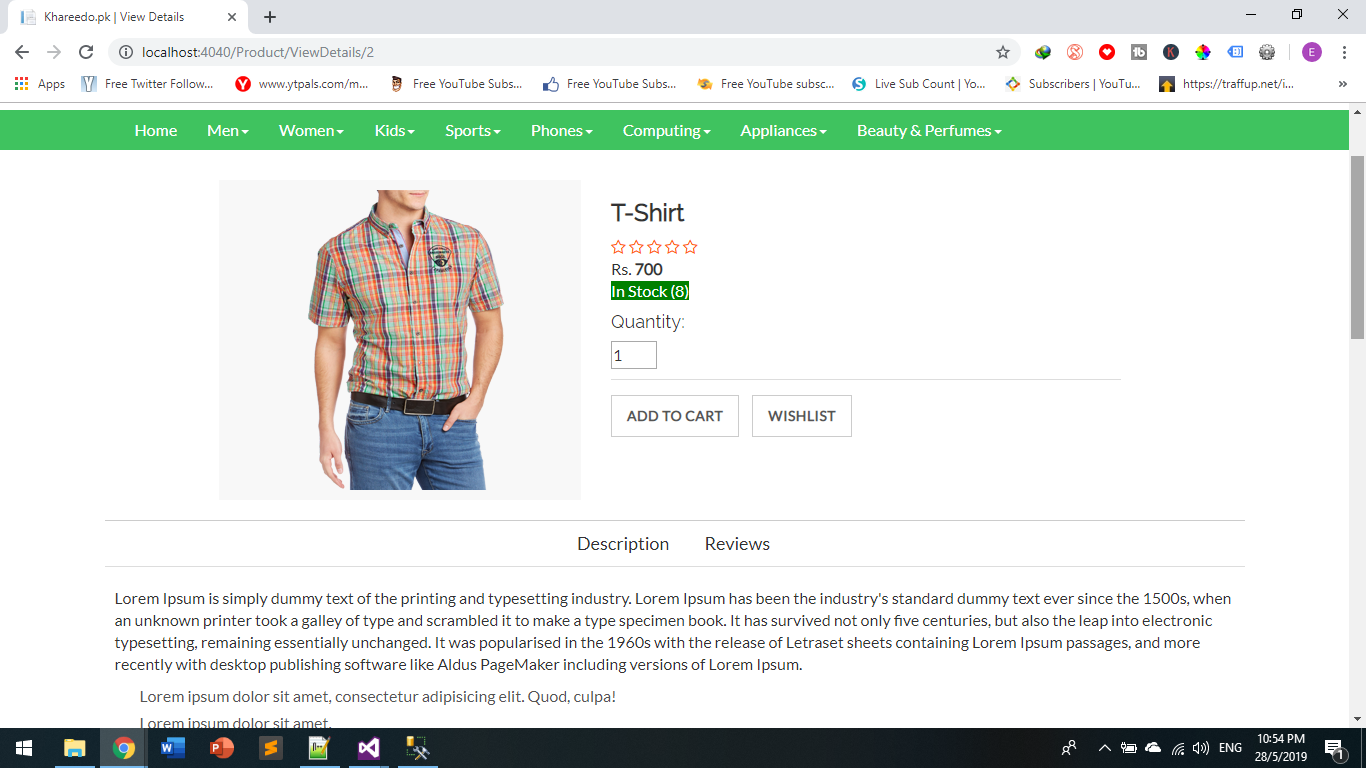 Khareedo.pk | View Details
localhost:4040/Product/ViewDetails/2
E
Apps Free Twitter Follow... www.ytpals.com/m... Free YouTube Subs... Free YouTube Subs... Free YouTube subsc... Live Sub Count | Yo... Subscribers | YouTu... https://traffup.net/i... »
Home Men Women Kids Sports Phones Computing Appliances Beauty & Perfumes
T-Shirt
Rs. 700
In Stock (8)
Quantity:
1
ADD TO CART WISHLIST
Description Reviews
Lorem Ipsum is simply dummy text of the printing and typesetting industry. Lorem Ipsum has been the industry's standard dummy text ever since the 1500s, when
an unknown printer took a galley of type and scrambled it to make a type specimen book. It has survived not only five centuries, but also the leap into electronic
typesetting, remaining essentially unchanged. It was popularised in the 1960s with the release of Letraset sheets containing Lorem Ipsum passages, and more
recently with desktop publishing software like Aldus PageMaker including versions of Lorem Ipsum.
Lorem ipsum dolor sit amet, consectetur adipisicing elit. Quod, culpa!
Lorem ipsum dolor sit amet.
ENG
10:54 PM
28/5/2019
1